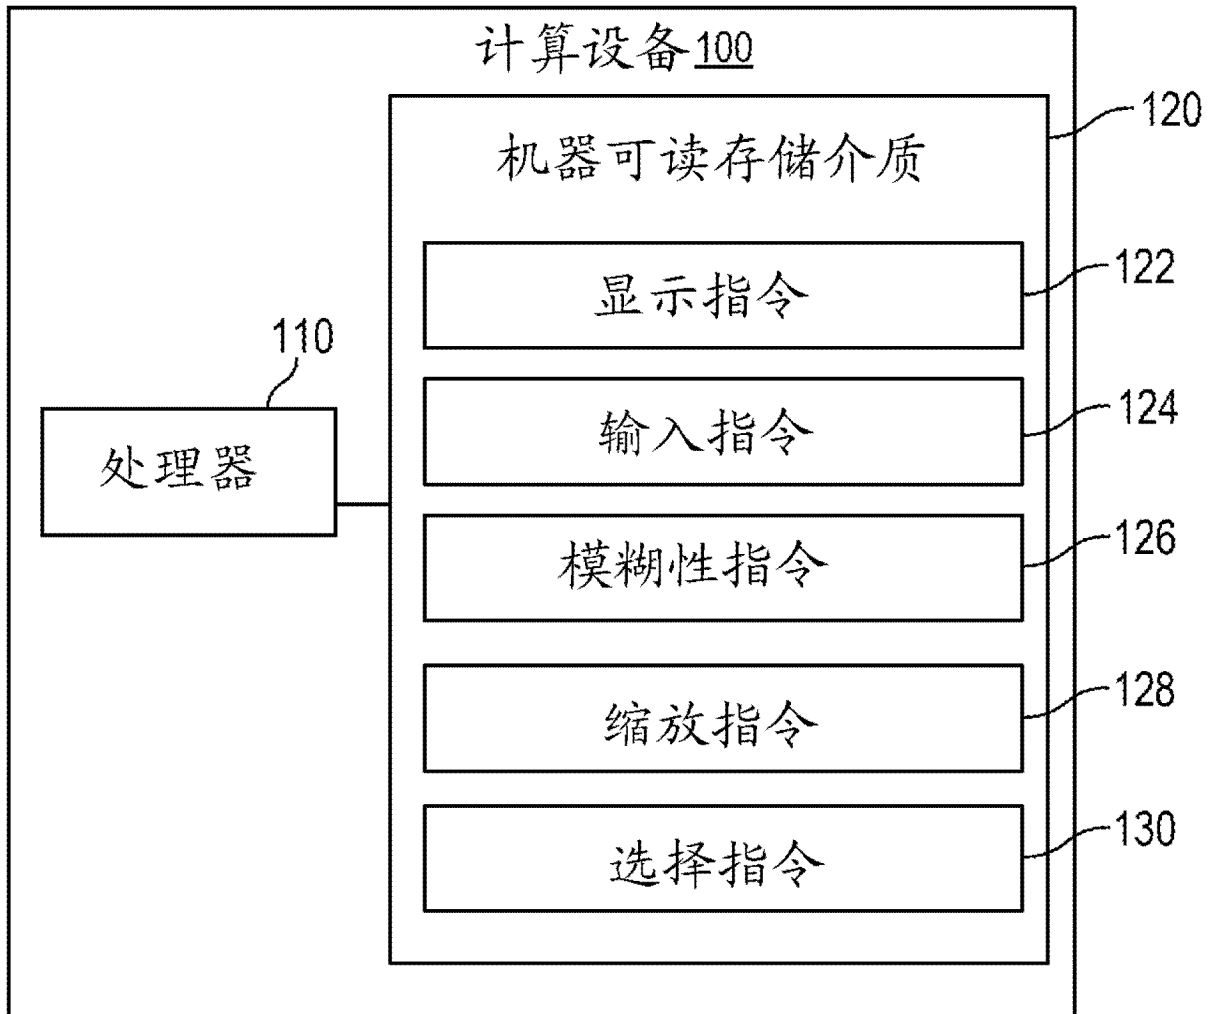 计算设备100
120
机器可读存储介质
显示指令
122
110
处理器
输入指令
124
模糊性指令
126
缩放指令
128
选择指令
130